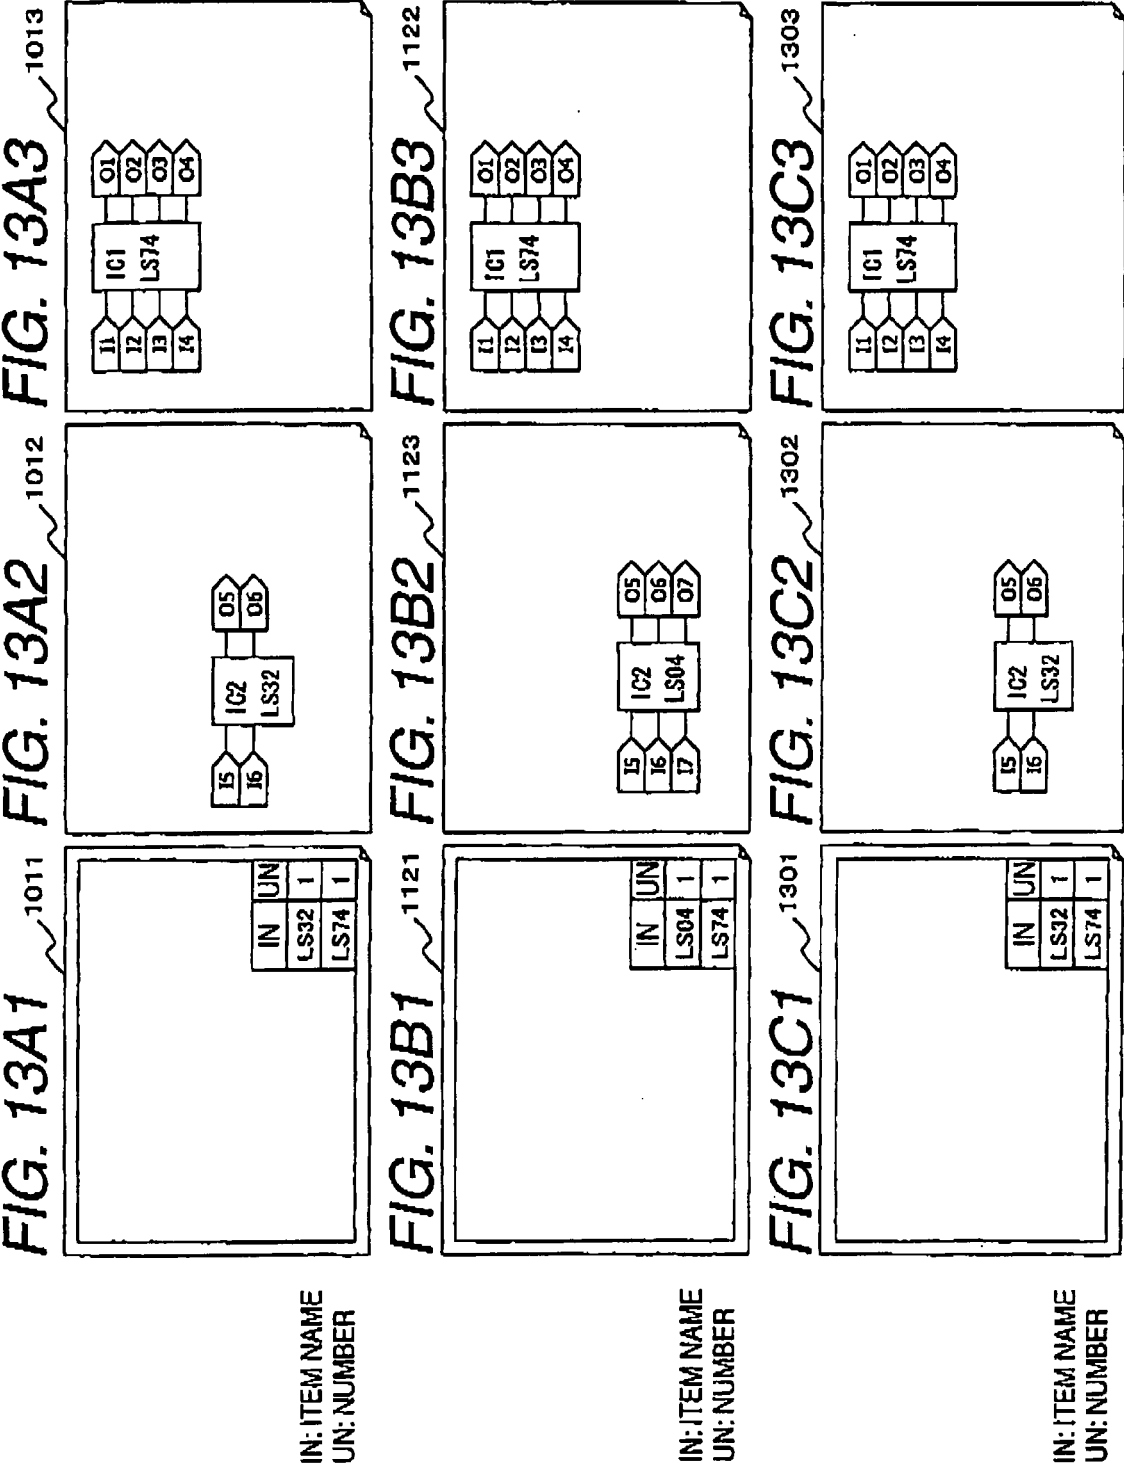 FIG. 13A1
1011
IN UN
LS32 1
LS74 1
IN: ITEM NAME
UN: NUMBER
FIG. 13A2
1012
I5
I6
IC2
LS32
O5
O6
FIG. 13A3
1013
I1
I2
I3
I4
IC1
LS74
O1
O2
O3
O4
FIG. 13B1
1121
IN UN
LS04 1
LS74 1
IN: ITEM NAME
UN: NUMBER
FIG. 13B2
1123
I5
I6
I7
IC2
LS04
O5
O6
O7
FIG. 13B3
1122
I1
I2
I3
I4
IC1
LS74
O1
O2
O3
O4
FIG. 13C1
1301
IN UN
LS32 1
LS74 1
IN: ITEM NAME
UN: NUMBER
FIG. 13C2
1302
I5
I6
IC2
LS32
O5
O6
FIG. 13C3
1303
I1
I2
I3
I4
IC1
LS74
O1
O2
O3
O4